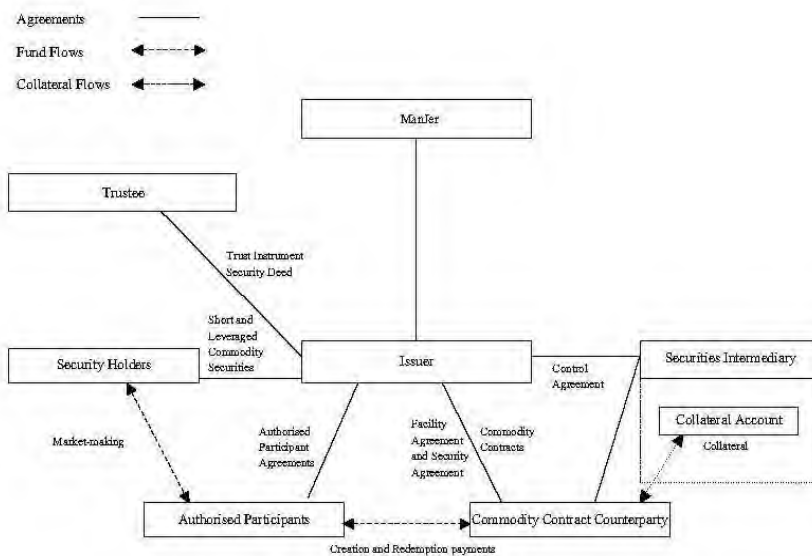 Agreements
Fund Flows
Collateral Flows
ManJer
Trustee
Trust Instrument
Security Deed
Short and
Leveraged
Commodity
Securities
Security Holders
Issuer
Control
Agreement
Securities Intermediary
Collateral Account
Collateral
Market-making
Authorised
Participant
Agreements
Facility
Agreement
and Security
Agreement
Commodity
Contracts
Authorised Participants
Commodity Contract Counterparty
Creation and Redemption payments